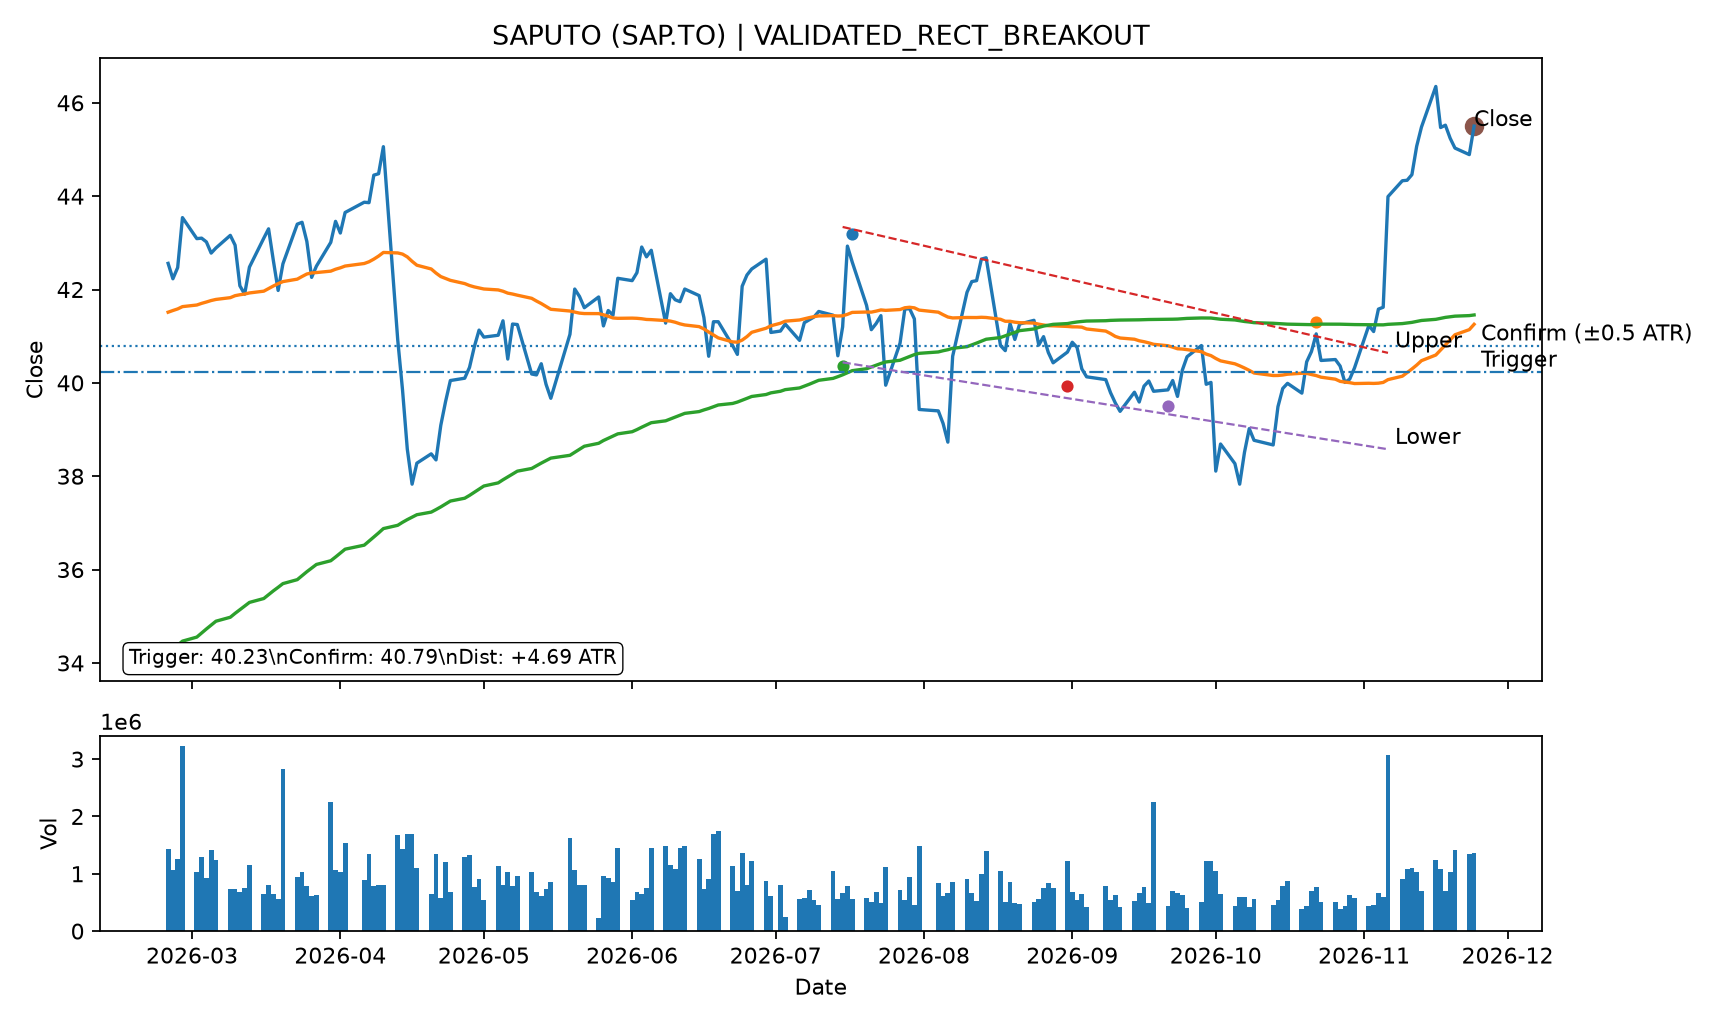 SAPUTO (SAP.TO) | VALIDATED_RECT_BREAKOUT
Close
46
44
42
40
38
36
34
Close
Confirm (±0.5 ATR)
Upper
Trigger
Lower
Trigger: 40.23\nConfirm: 40.79\nDist: +4.69 ATR
1e6
Vol
3
2
1
0
2026-03 2026-04 2026-05 2026-06 2026-07 2026-08 2026-09 2026-10 2026-11 2026-12
Date